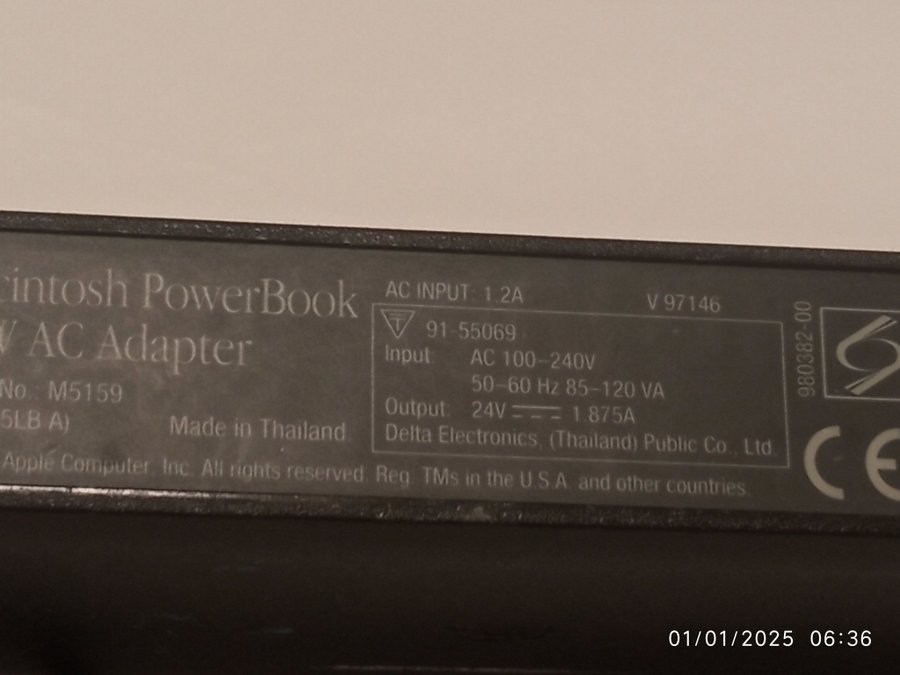 cintosh PowerBook
W AC Adapter
No. M5159
5LB A)
Made in Thailand
Apple Computer, Inc. All rights reserved. Reg. TMs in the U.S.A. and other countries.
AC INPUT: 1.2A
V 97146
T
91-55069
Input: AC 100–240V
50–60 Hz 85–120 VA
Output: 24V 1.875A
Delta Electronics, (Thailand) Public Co., Ltd.
980382-00
CE
01/01/2025 06:36